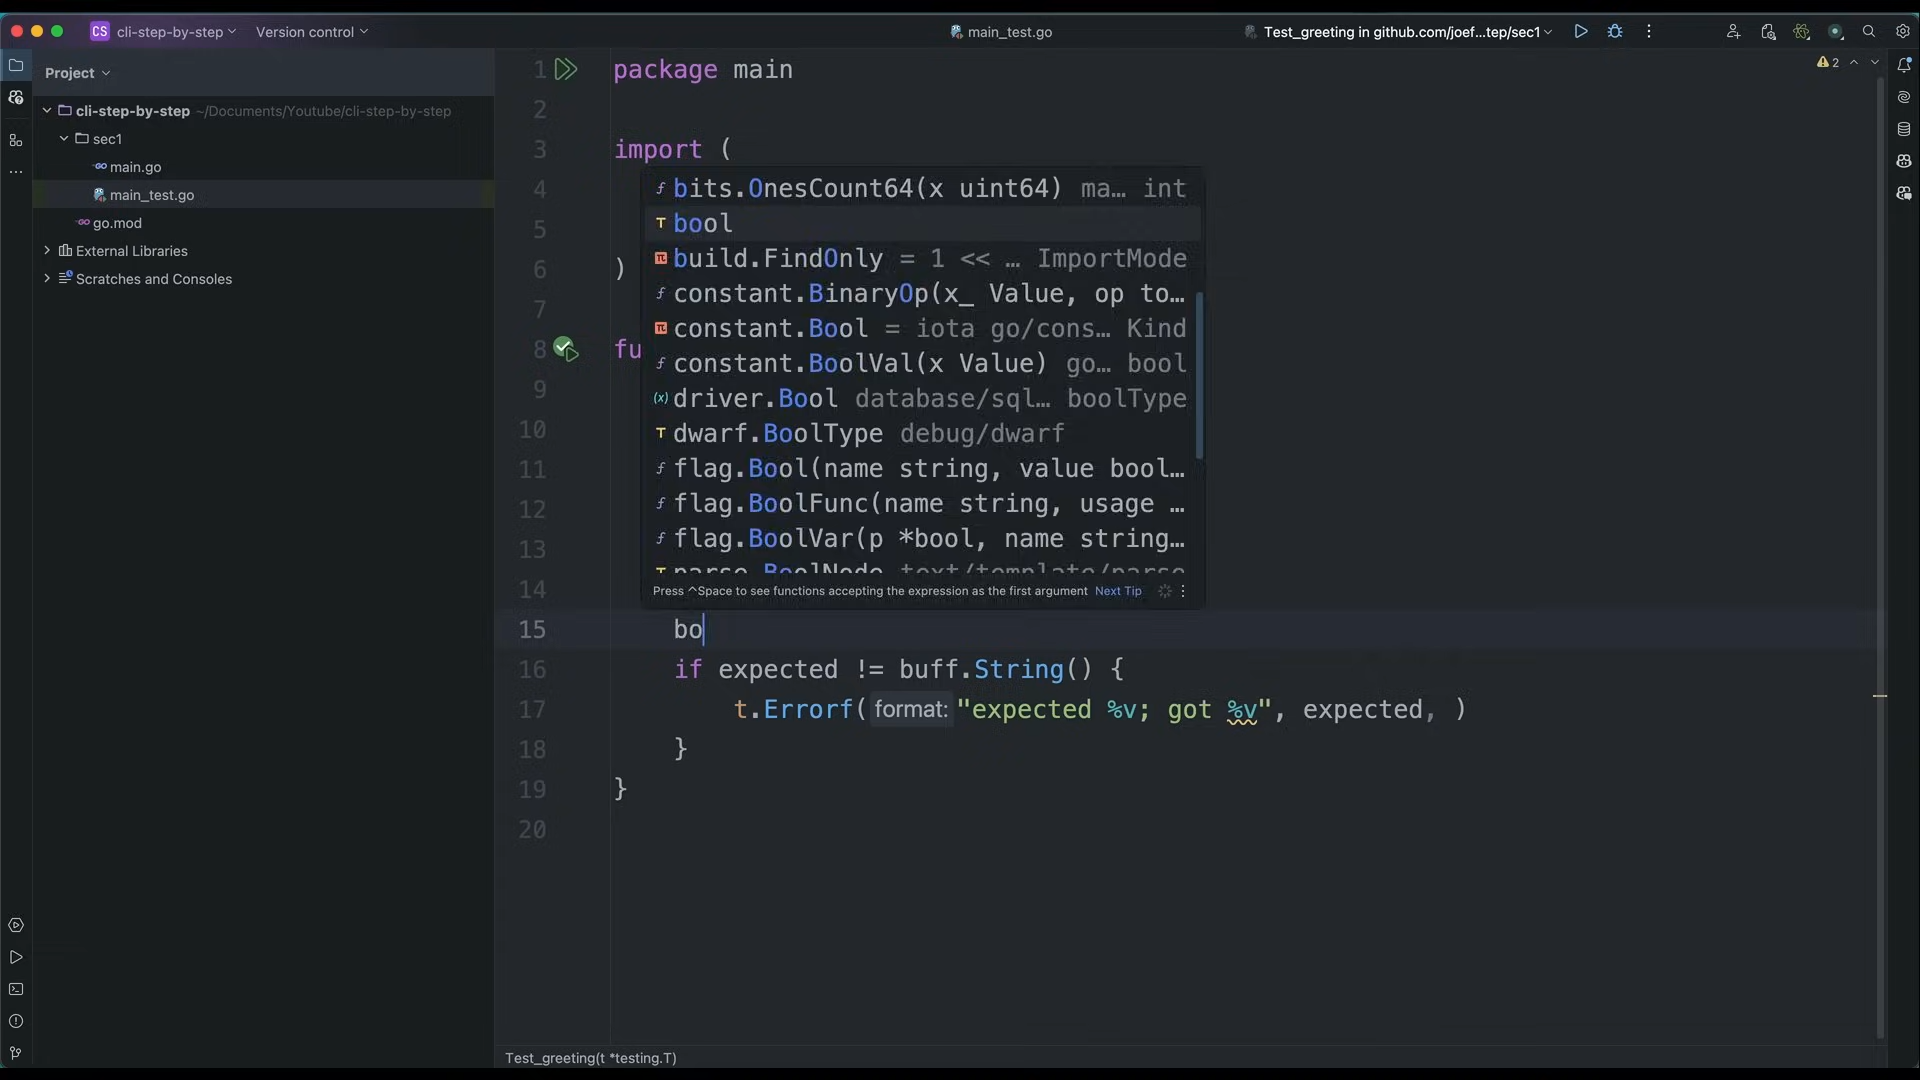 CS cli-step-by-step Version control main_test.go Test_greeting in github.com/joef...tep/sec1
Project
cli-step-by-step ~/Documents/Youtube/cli-step-by-step
sec1
main.go
main_test.go
go.mod
External Libraries
Scratches and Consoles
2
1 package main
2
3 import (
4
5
6 )
7
8 fu
9
10
11
12
13
14
bits.OnesCount64(x uint64) ma… int
bool
build.FindOnly = 1 << … ImportMode
constant.BinaryOp(x_ Value, op to…
constant.Bool = iota go/cons… Kind
constant.BoolVal(x Value) go… bool
driver.Bool database/sql… boolType
dwarf.BoolType debug/dwarf
flag.Bool(name string, value bool…
flag.BoolFunc(name string, usage …
flag.BoolVar(p *bool, name string…
parse.BoolNode text/template/parse
Press ^Space to see functions accepting the expression as the first argument Next Tip
15 bo
16 if expected != buff.String() {
17 t.Errorf( format: "expected %v; got %v", expected, )
18 }
19 }
20
Test_greeting(t *testing.T)